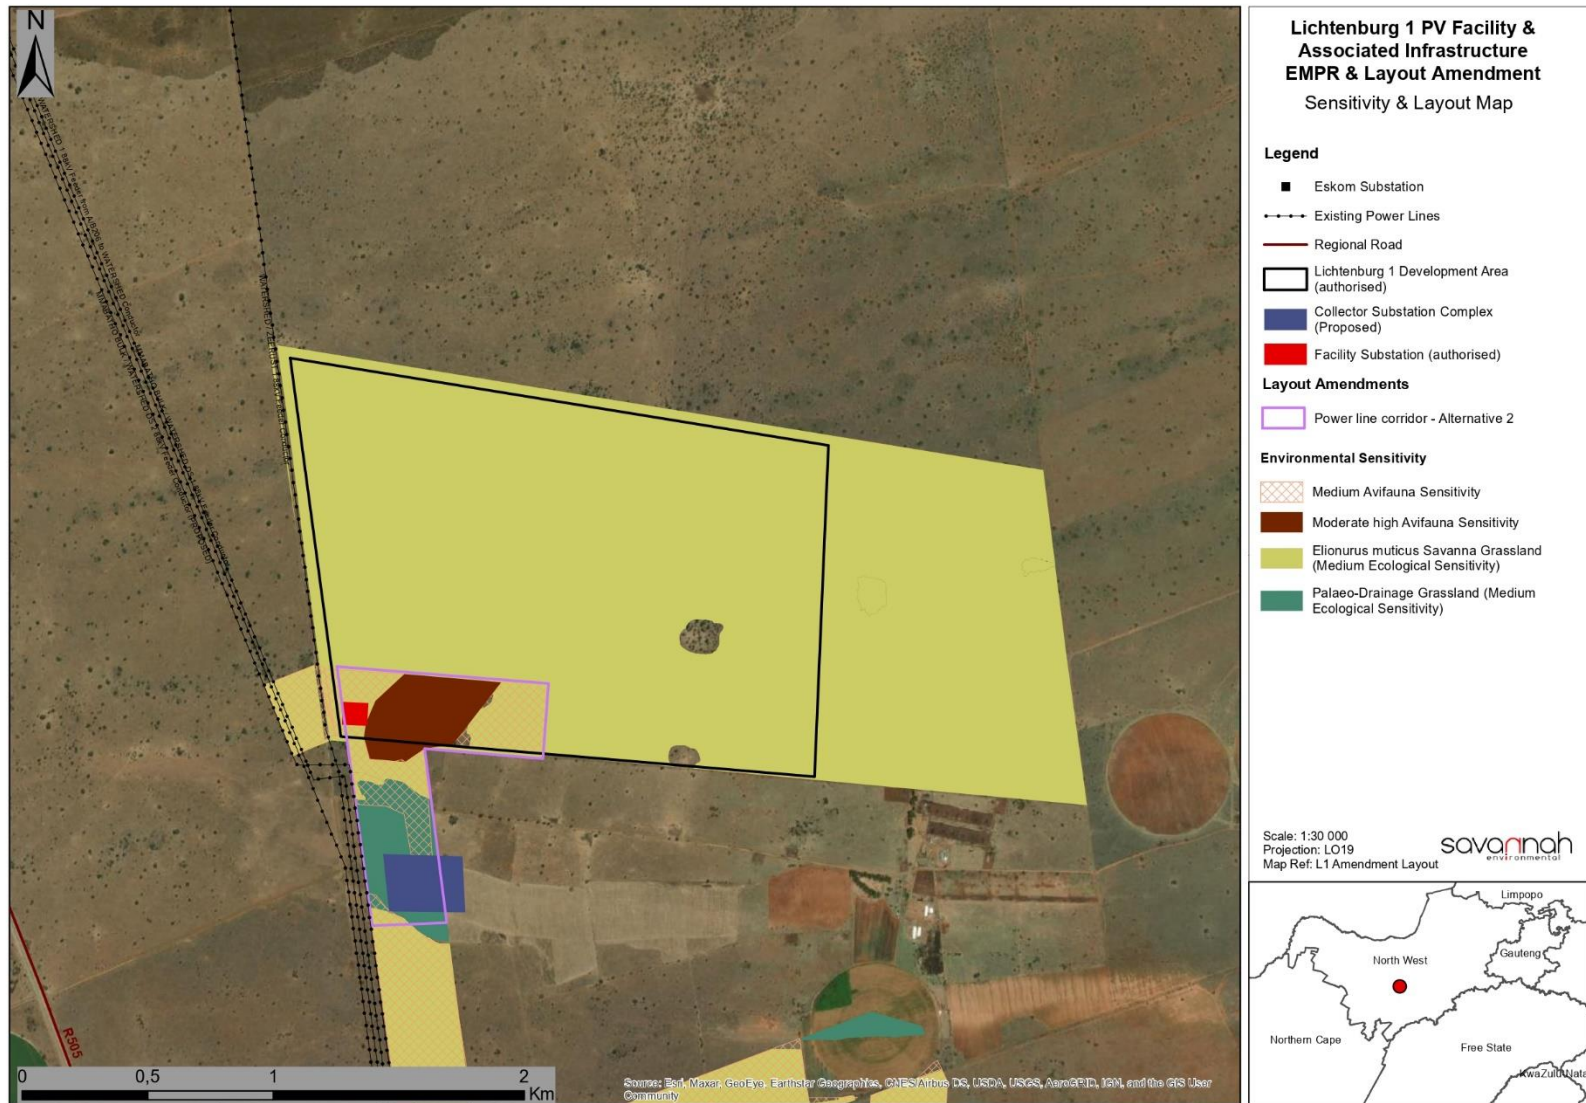 N
Lichtenburg 1 PV Facility &
Associated Infrastructure
EMPR & Layout Amendment
Sensitivity & Layout Map
Legend
Eskom Substation
Existing Power Lines
Regional Road
Lichtenburg 1 Development Area
(authorised)
Collector Substation Complex
(Proposed)
Facility Substation (authorised)
Layout Amendments
Power line corridor - Alternative 2
Environmental Sensitivity
Medium Avifauna Sensitivity
Moderate high Avifauna Sensitivity
Elionurus muticus Savanna Grassland
(Medium Ecological Sensitivity)
Palaeo-Drainage Grassland (Medium
Ecological Sensitivity)
Scale: 1:30 000
Projection: LO19
Map Ref: L1 Amendment Layout
savannah
environmental
Limpopo
North West
Gauteng
Northern Cape
Free State
KwaZulu-Natal
R505
0 0,5 1 2
Km
Source: Esri, Maxar, GeoEye, Earthstar Geographics, CNES/Airbus DS, USDA, USGS, AeroGRID, IGN, and the GIS User
Community